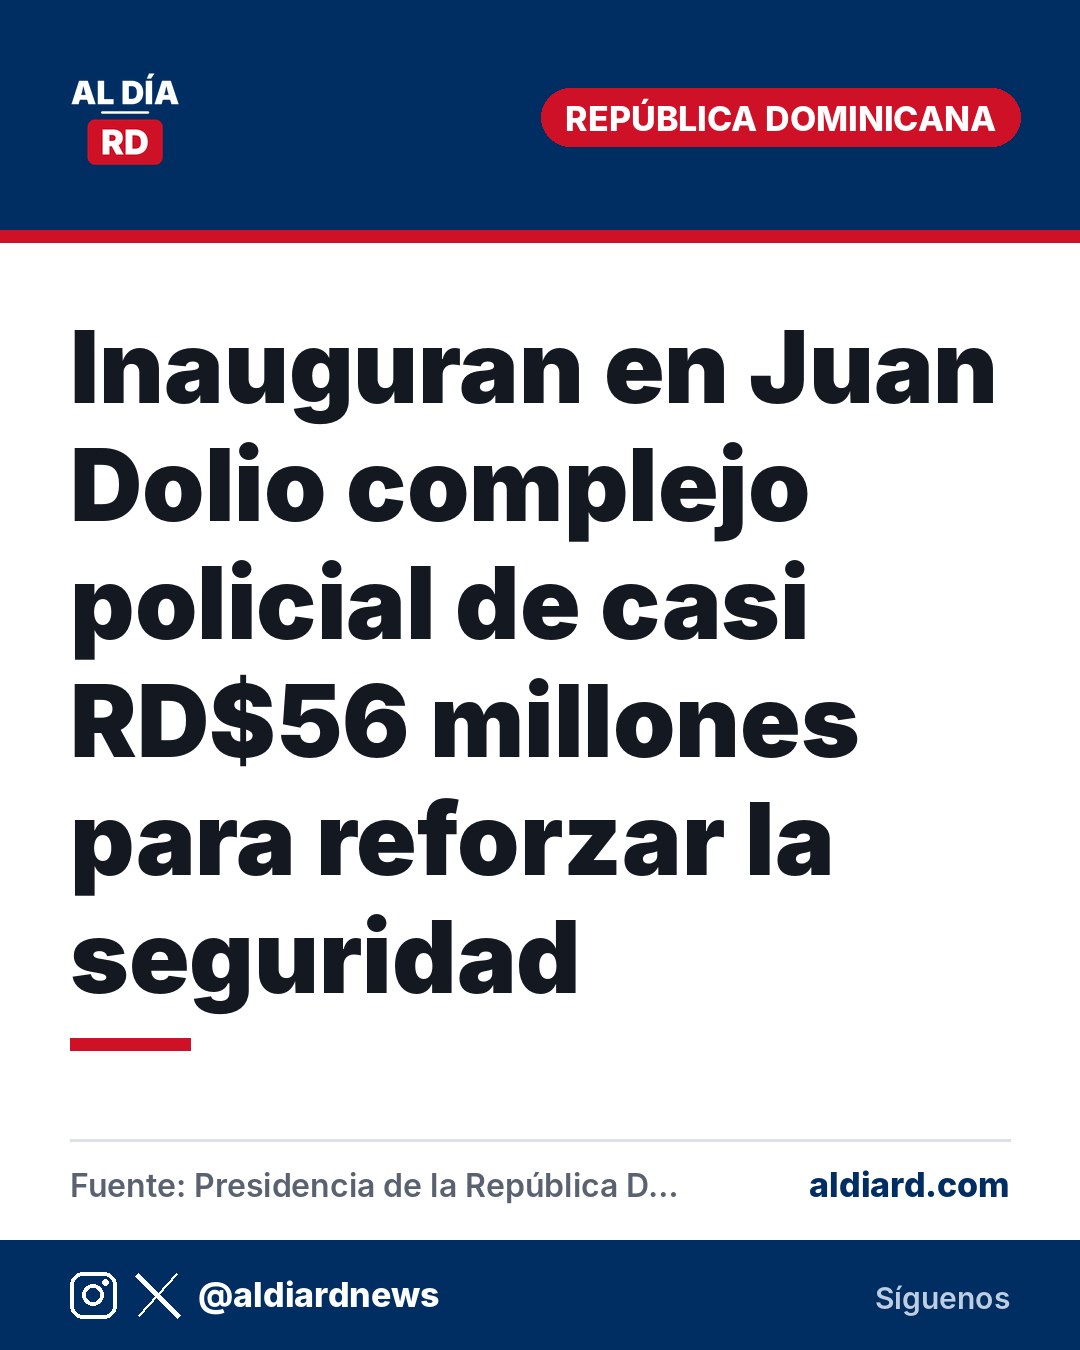 AL DÍA
RD
REPÚBLICA DOMINICANA
Inauguran en Juan
Dolio complejo
policial de casi
RD$56 millones
para reforzar la
seguridad
Fuente: Presidencia de la República D...
aldiard.com
@aldiardnews
Síguenos